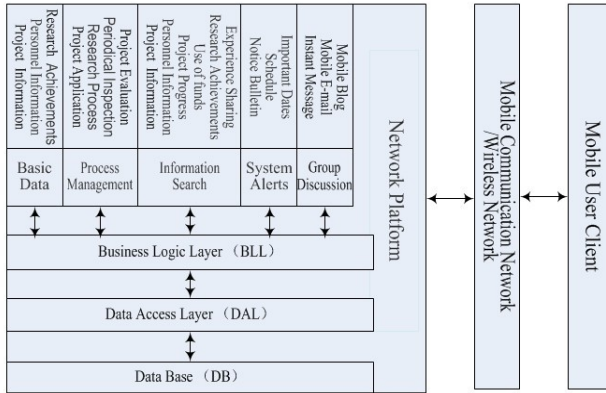 Research Achievements
Personnel Information
Project Information
Project Evaluation
Periodical Inspection
Research Process
Project Application
Experience Sharing
Research Achievements
Use of funds
Project Progress
Personnel Information
Project Information
Important Dates
Schedule
Notice Bulletin
Mobile Blog
Mobile E-mail
Instant Message
Basic
Data
Process
Management
Information
Search
System
Alerts
Group
Discussion
Business Logic Layer（BLL）
Data Access Layer（DAL）
Data Base（DB）
Network Platform
Mobile Communication Network
/Wireless Network
Mobile User Client